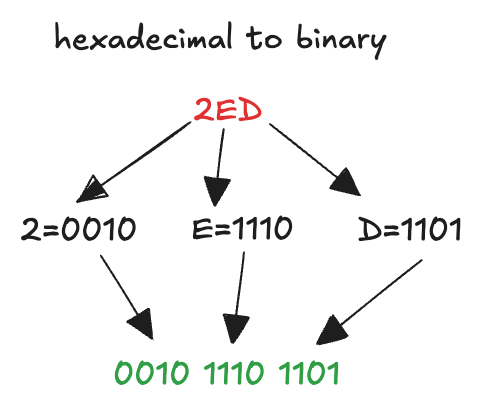 hexadecimal to binary
2ED
2=0010 E=1110 D=1101
0010 1110 1101